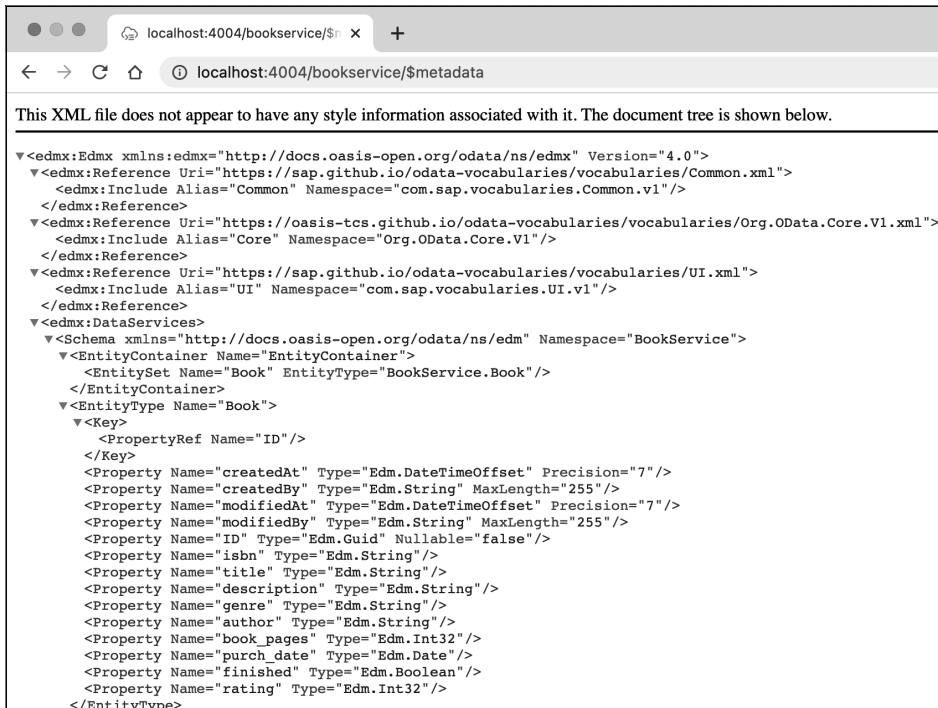 localhost:4004/bookservice/$m
localhost:4004/bookservice/$metadata
This XML file does not appear to have any style information associated with it. The document tree is shown below.
▼<edmx:Edmx xmlns:edmx="http://docs.oasis-open.org/odata/ns/edmx" Version="4.0">
▼<edmx:Reference Uri="https://sap.github.io/odata-vocabularies/vocabularies/Common.xml">
<edmx:Include Alias="Common" Namespace="com.sap.vocabularies.Common.v1"/>
</edmx:Reference>
▼<edmx:Reference Uri="https://oasis-tcs.github.io/odata-vocabularies/vocabularies/Org.OData.Core.V1.xml">
<edmx:Include Alias="Core" Namespace="Org.OData.Core.V1"/>
</edmx:Reference>
▼<edmx:Reference Uri="https://sap.github.io/odata-vocabularies/vocabularies/UI.xml">
<edmx:Include Alias="UI" Namespace="com.sap.vocabularies.UI.v1"/>
</edmx:Reference>
▼<edmx:DataServices>
▼<Schema xmlns="http://docs.oasis-open.org/odata/ns/edm" Namespace="BookService">
▼<EntityContainer Name="EntityContainer">
<EntitySet Name="Book" EntityType="BookService.Book"/>
</EntityContainer>
▼<EntityType Name="Book">
▼<Key>
<PropertyRef Name="ID"/>
</Key>
<Property Name="createdAt" Type="Edm.DateTimeOffset" Precision="7"/>
<Property Name="createdBy" Type="Edm.String" MaxLength="255"/>
<Property Name="modifiedAt" Type="Edm.DateTimeOffset" Precision="7"/>
<Property Name="modifiedBy" Type="Edm.String" MaxLength="255"/>
<Property Name="ID" Type="Edm.Guid" Nullable="false"/>
<Property Name="isbn" Type="Edm.String"/>
<Property Name="title" Type="Edm.String"/>
<Property Name="description" Type="Edm.String"/>
<Property Name="genre" Type="Edm.String"/>
<Property Name="author" Type="Edm.String"/>
<Property Name="book_pages" Type="Edm.Int32"/>
<Property Name="purch_date" Type="Edm.Date"/>
<Property Name="finished" Type="Edm.Boolean"/>
<Property Name="rating" Type="Edm.Int32"/>
</EntityType>